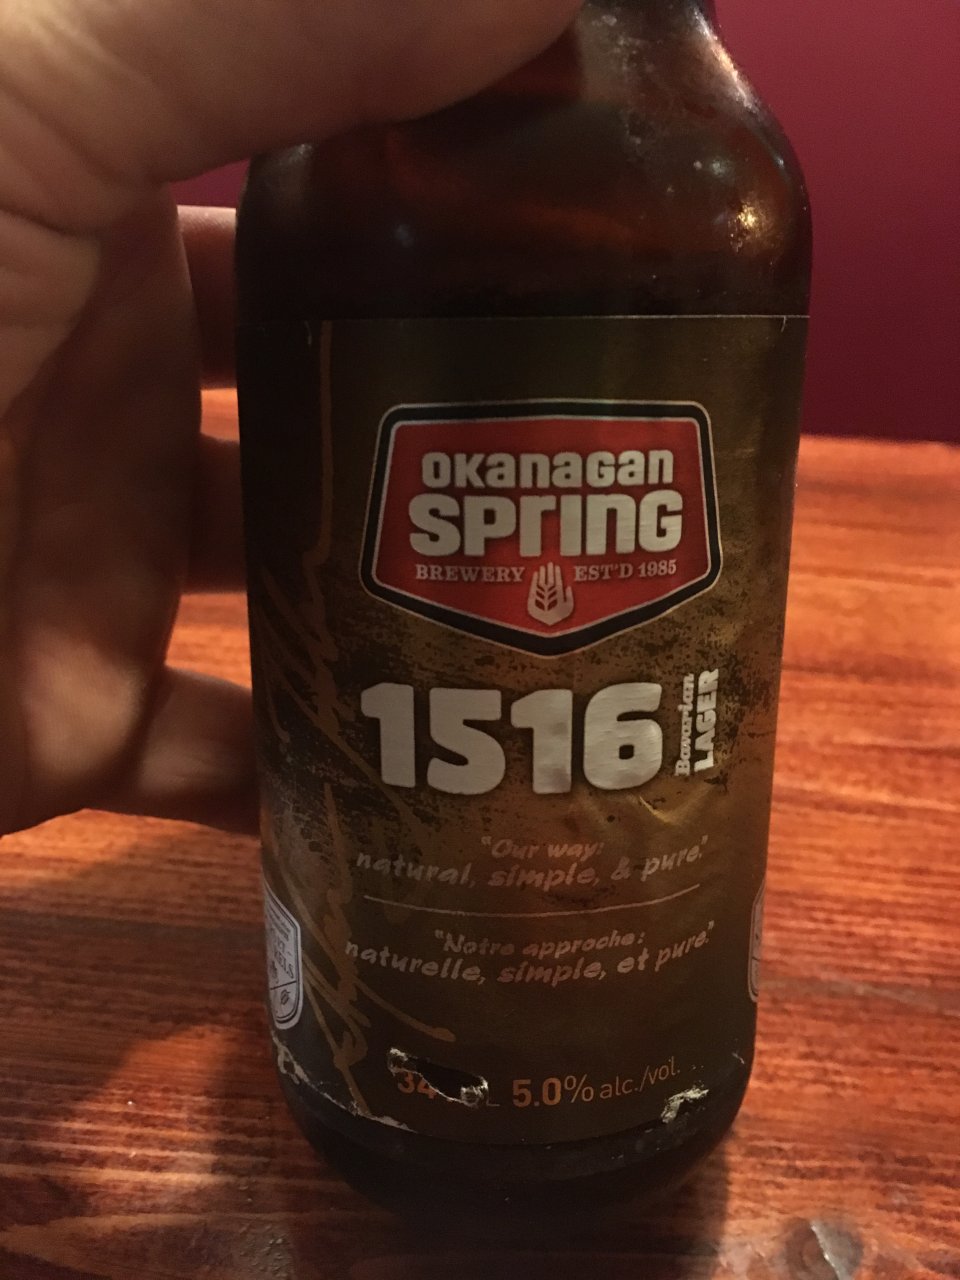 OKanaGan
SPrInG
BREWERY EST'D 1985
1516
Bavarian
LAGER
"Our way:
natural, simple, & pure."
"Notre approche:
naturelle, simple, et pure."
5.0% alc./vol.